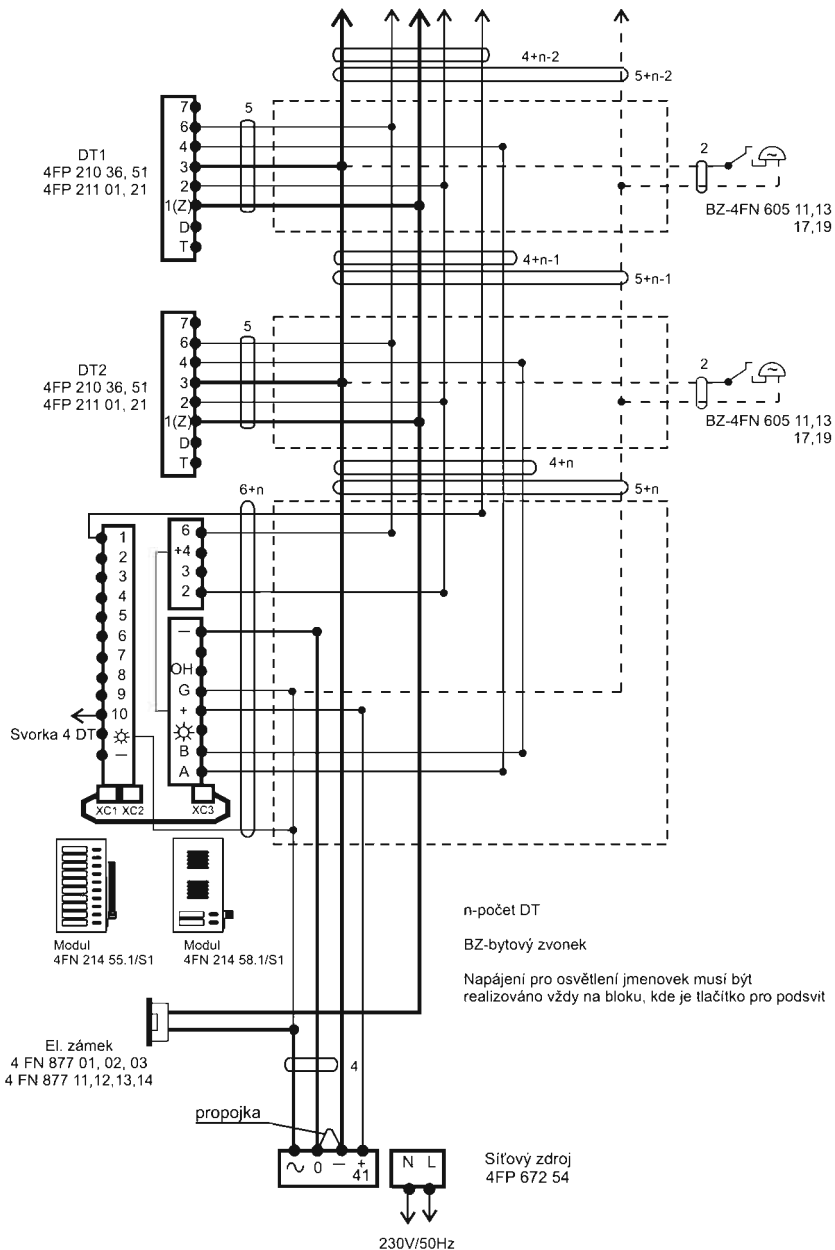 4+n-2
5+n-2
7
6
4
3
2
1(Z)
D
T
5
DT1
4FP 210 36, 51
4FP 211 01, 21
2
BZ-4FN 605 11,13
17,19
4+n-1
5+n-1
7
6
4
3
2
1(Z)
D
T
5
DT2
4FP 210 36, 51
4FP 211 01, 21
2
BZ-4FN 605 11,13
17,19
4+n
5+n
6+n
1
2
3
4
5
6
7
8
9
10
—
Svorka 4 DT
XC1 XC2
6
+4
3
2
—
OH
G
+
B
A
XC3
Modul
4FN 214 55.1/S1
Modul
4FN 214 58.1/S1
n-počet DT
BZ-bytový zvonek
Napájení pro osvětlení jmenovek musí být
realizováno vždy na bloku, kde je tlačítko pro podsvit
El. zámek
4 FN 877 01, 02, 03
4 FN 877 11,12,13,14
4
propojka
~ 0 — +
41
N L
Síťový zdroj
4FP 672 54
230V/50Hz